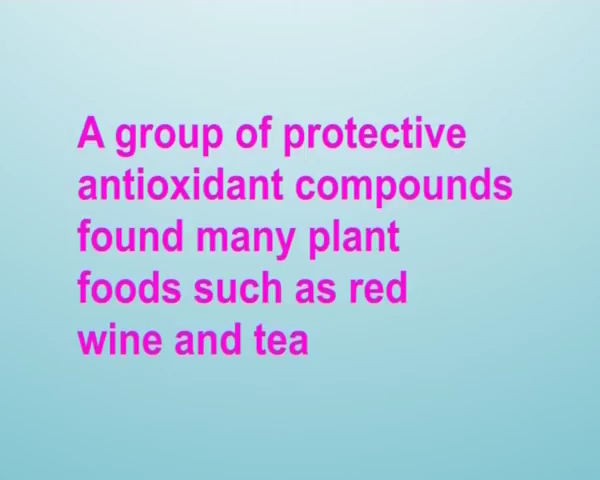 A group of protective
antioxidant compounds
found many plant
foods such as red
wine and tea